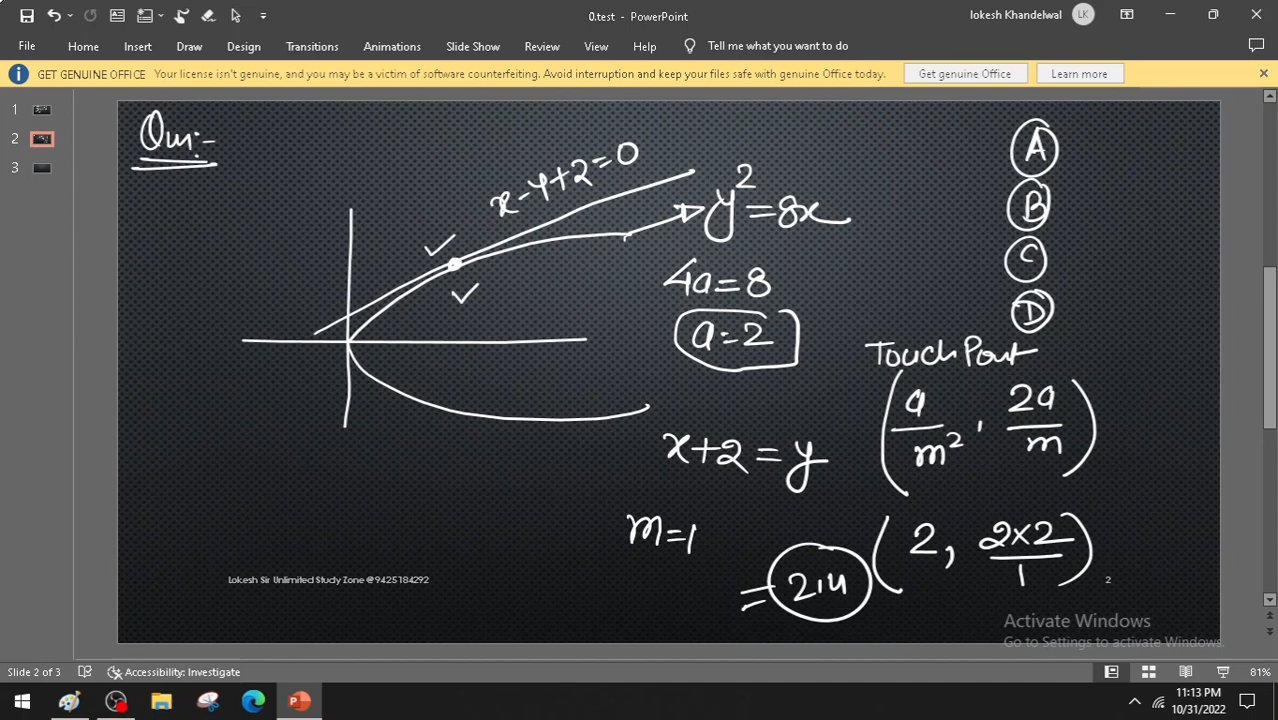 0.test - PowerPoint
lokesh Khandelwal LK
File Home Insert Draw Design Transitions Animations Slide Show Review View Help Tell me what you want to do
GET GENUINE OFFICE Your license isn't genuine, and you may be a victim of software counterfeiting. Avoid interruption and keep your files safe with genuine Office. Get genuine Office Learn more
1
2
3
Qus:-
x-y+2=0
y²=8x
4a=8
a=2
A
B
C
D
Touch Point
(a/m², 2a/m)
x+2=y
m=1
(2, 2×2/1)
= 2,4
Lokesh Sir Unlimited Study Zone @9425184292
2
Activate Windows
Go to Settings to activate Windows.
Slide 2 of 3 Accessibility: Investigate 81%
11:13 PM
10/31/2022